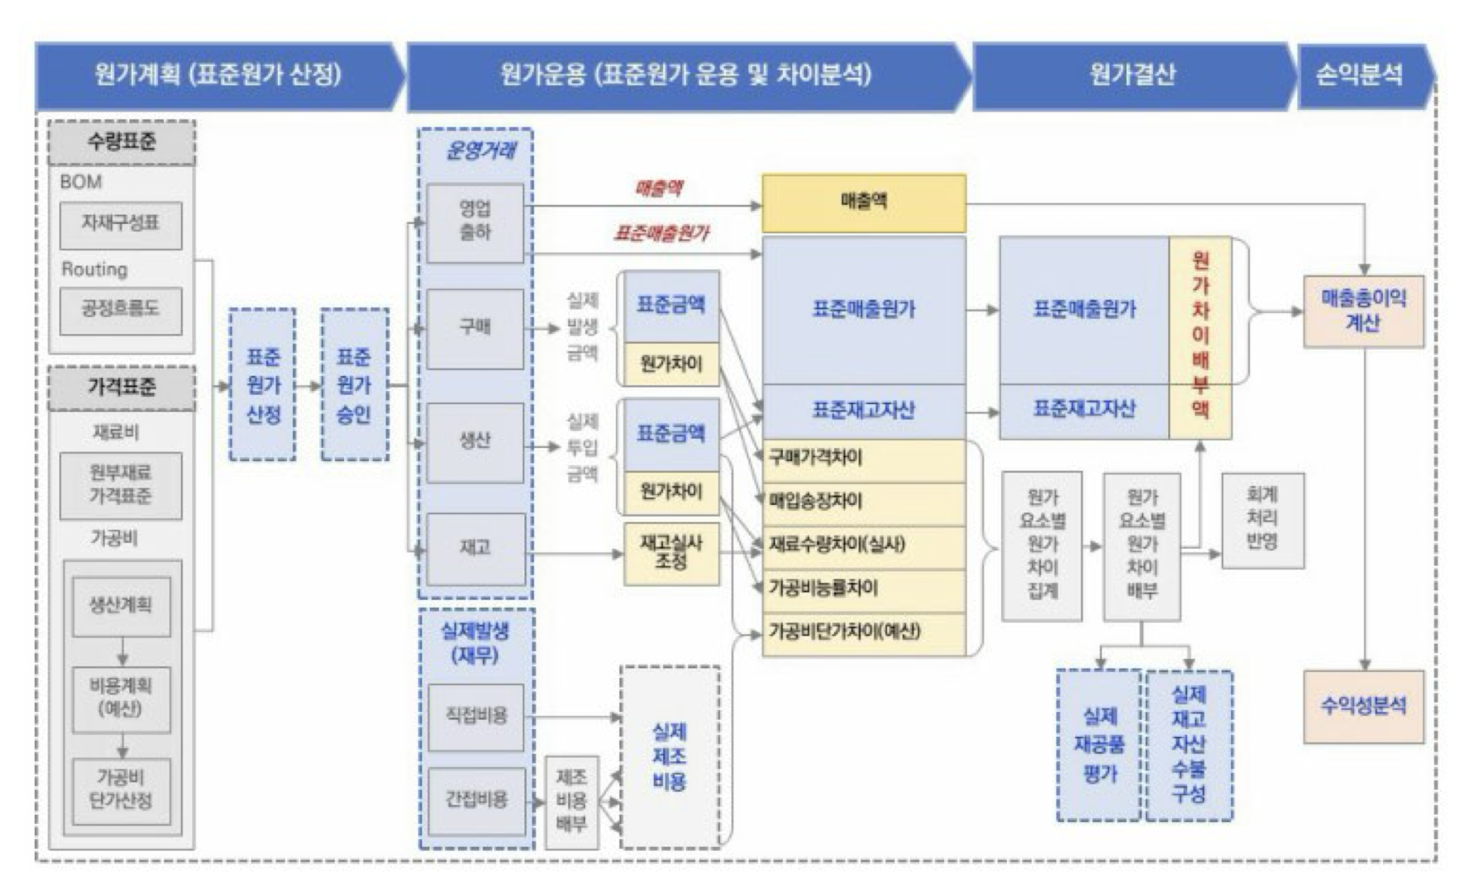 원가계획 (표준원가 산정)
원가운용 (표준원가 운용 및 차이분석)
원가결산
손익분석
수량표준
BOM
자재구성표
Routing
공정흐름도
가격표준
재료비
원부재료
가격표준
가공비
생산계획
비용계획
(예산)
가공비
단가산정
표준
원가
산정
표준
원가
승인
운영거래
영업
출하
구매
생산
재고
실제발생
(재무)
직접비용
간접비용
제조
비용
배부
매출액
표준매출원가
실제
발생
금액
표준금액
원가차이
실제
투입
금액
표준금액
원가차이
재고실사
조정
실제
제조
비용
매출액
표준매출원가
표준재고자산
구매가격차이
매입송장차이
재료수량차이(실사)
가공비능률차이
가공비단가차이(예산)
표준매출원가
표준재고자산
원
가
차
이
배
부
액
원가
요소별
원가
차이
집계
원가
요소별
원가
차이
배부
회계
처리
반영
실제
재공품
평가
실제
재고
자산
수불
구성
매출총이익
계산
수익성분석